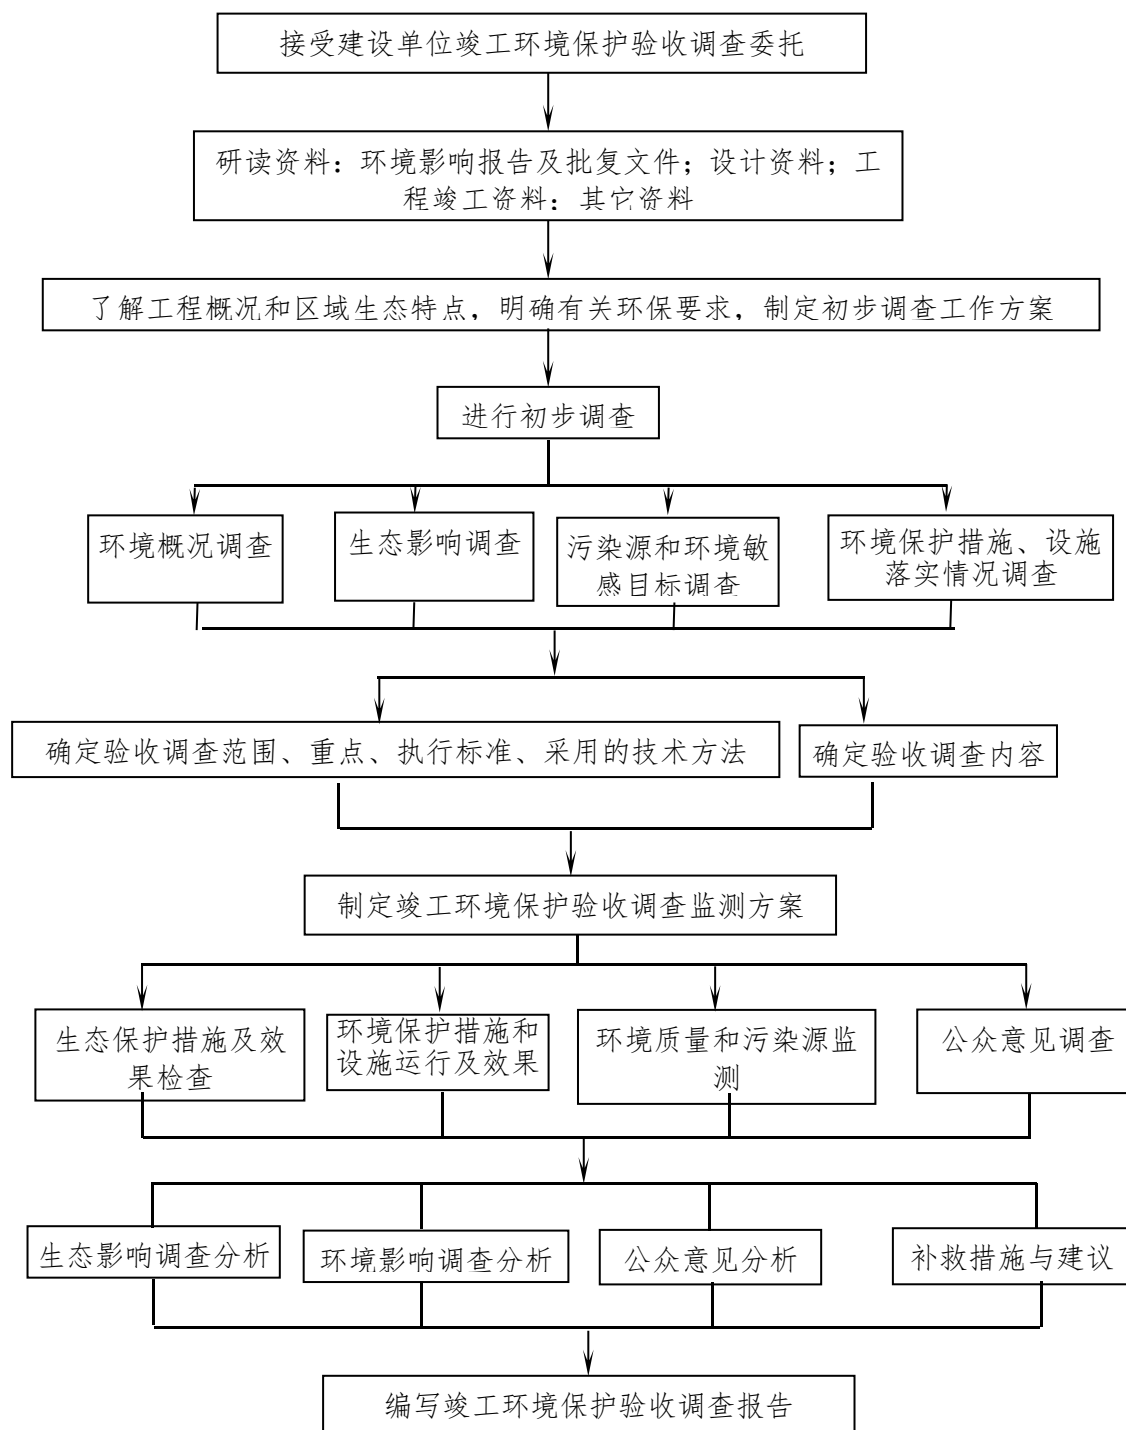 接受建设单位竣工环境保护验收调查委托
研读资料：环境影响报告及批复文件；设计资料；工
程竣工资料；其它资料
了解工程概况和区域生态特点，明确有关环保要求，制定初步调查工作方案
进行初步调查
环境概况调查
生态影响调查
污染源和环境敏
感目标调查
环境保护措施、设施
落实情况调查
确定验收调查范围、重点、执行标准、采用的技术方法
确定验收调查内容
制定竣工环境保护验收调查监测方案
生态保护措施及效
果检查
环境保护措施和
设施运行及效果
环境质量和污染源监
测
公众意见调查
生态影响调查分析
环境影响调查分析
公众意见分析
补救措施与建议
编写竣工环境保护验收调查报告